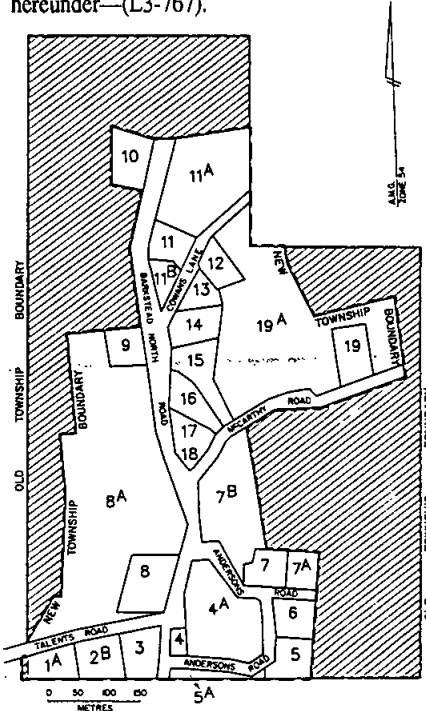 hereunder—(L3-767).
A.M.G.
ZONE 54
10
11A
11
11B
COWANS LANE
12
13
14
15
16
17
18
BARKSTEAD NORTH
ROAD
19A
19
NEW
TOWNSHIP
BOUNDARY
9
OLD TOWNSHIP BOUNDARY
BOUNDARY
TOWNSHIP
NEW
8A
8
McCARTHY ROAD
7B
7
7A
ANDERSONS
ROAD
4A
6
5
4
ANDERSONS ROAD
TALENTS ROAD
1A
2B
3
5A
0 50 100 150
METRES